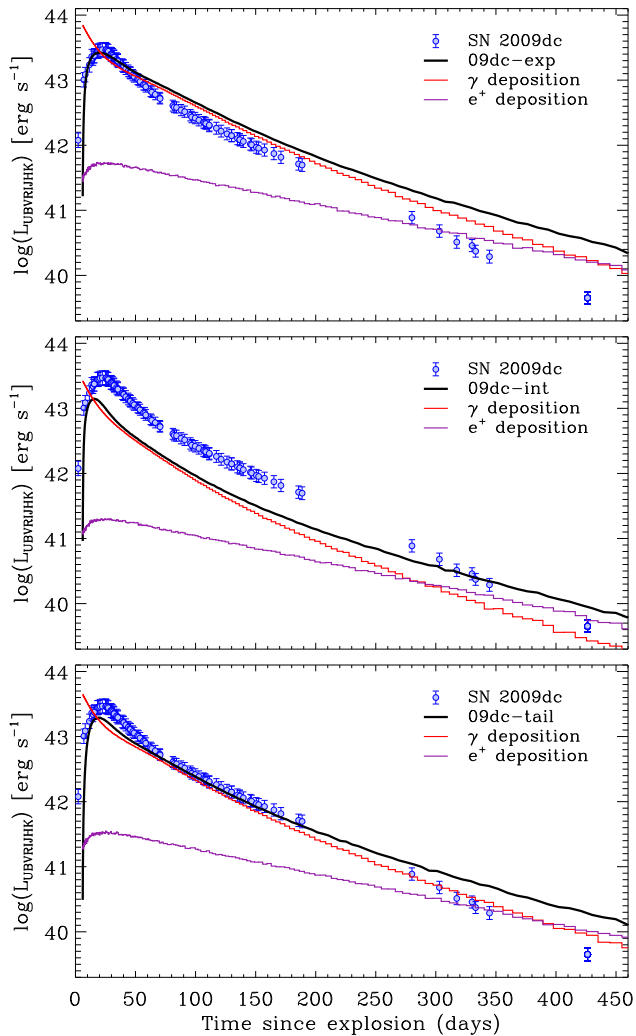 44
43
42
41
40
log(L_UBVRIJHK) [erg s⁻¹]
SN 2009dc
09dc−exp
γ deposition
e⁺ deposition
44
43
42
41
40
log(L_UBVRIJHK) [erg s⁻¹]
SN 2009dc
09dc−int
γ deposition
e⁺ deposition
44
43
42
41
40
log(L_UBVRIJHK) [erg s⁻¹]
SN 2009dc
09dc−tail
γ deposition
e⁺ deposition
0 50 100 150 200 250 300 350 400 450
Time since explosion (days)